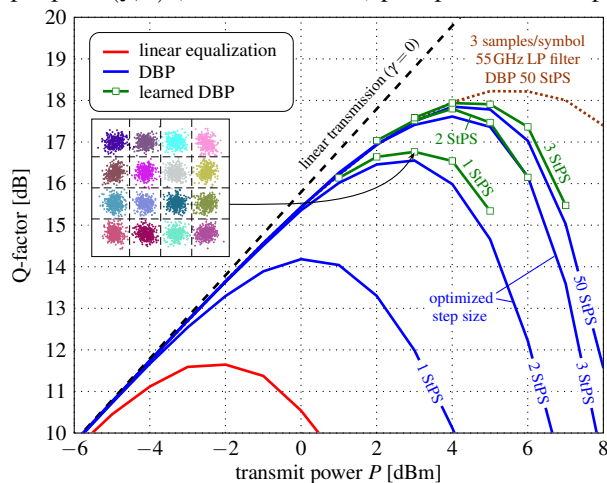 20
19
18
17
16
15
14
13
12
11
10
Q-factor [dB]
linear equalization
DBP
learned DBP
linear transmission (γ = 0)
3 samples/symbol
55 GHz LP filter
DBP 50 StPS
2 StPS
1 StPS
3 StPS
optimized
step size
1 StPS
2 StPS
3 StPS
50 StPS
−6 −4 −2 0 2 4 6 8
transmit power P [dBm]